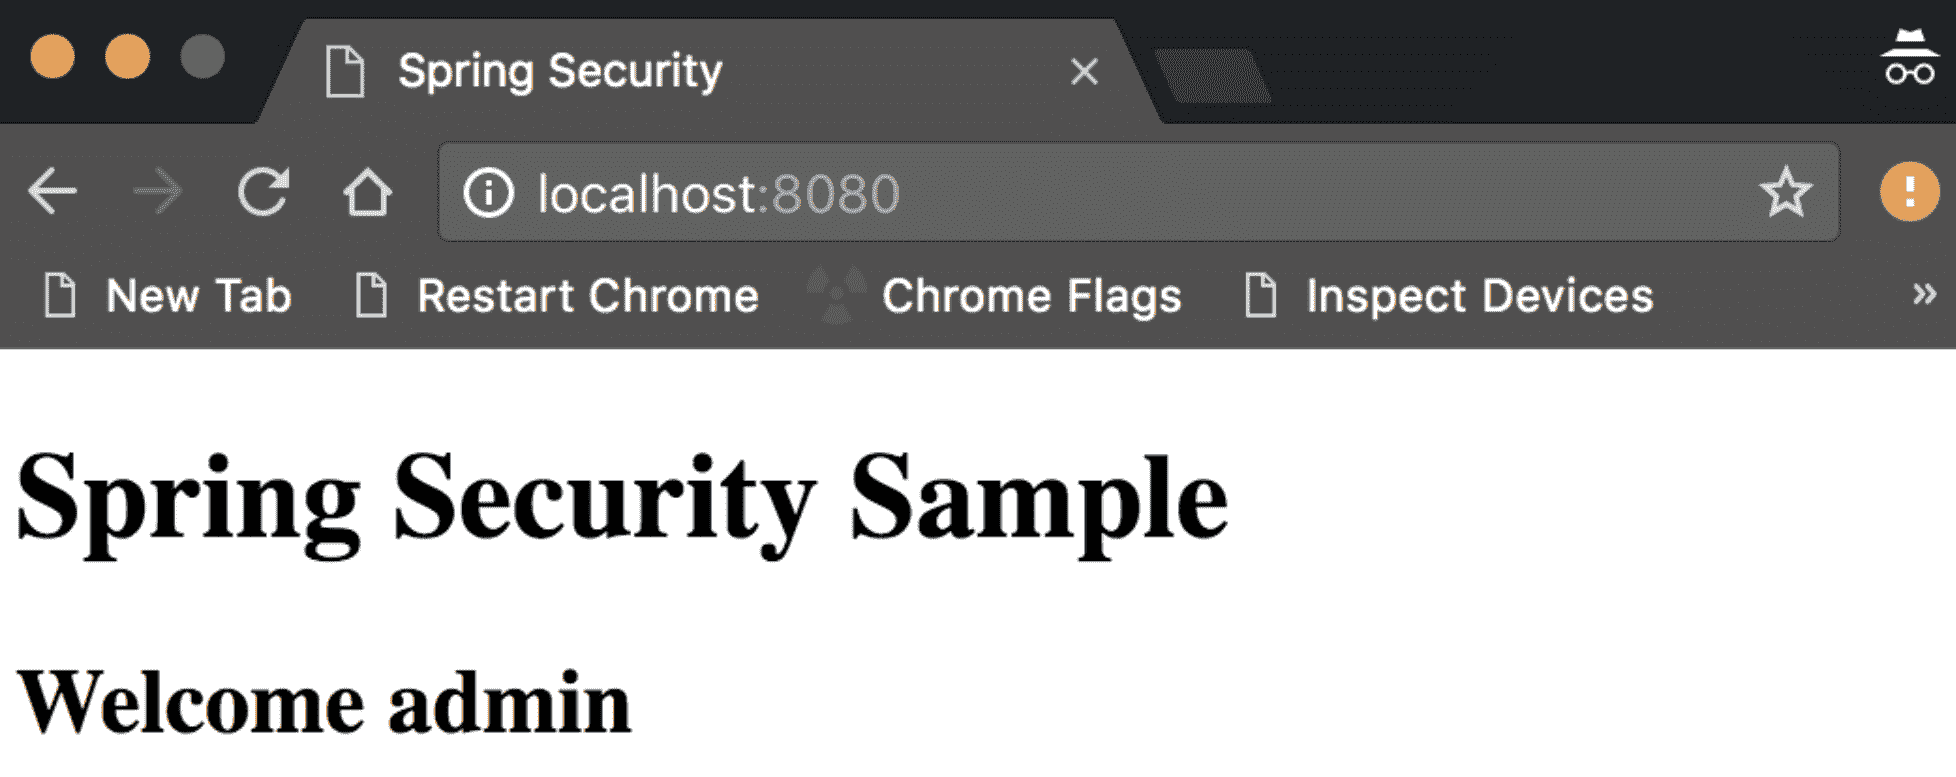 Spring Security
localhost:8080
New Tab Restart Chrome Chrome Flags Inspect Devices »
Spring Security Sample
Welcome admin